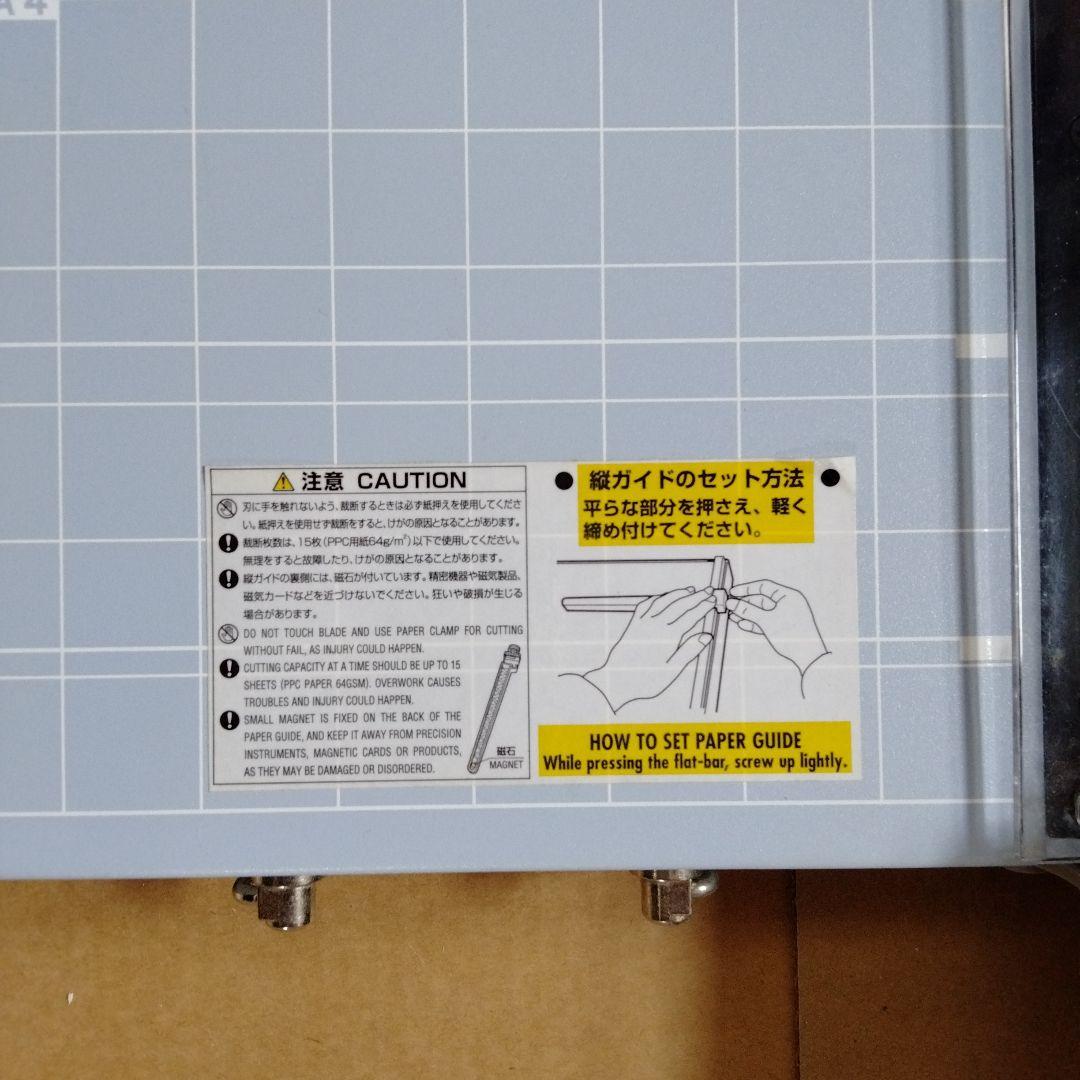 A4
注意 CAUTION
刃に手を触れないよう、裁断するときは必ず紙押えを使用してくださ
い。紙押えを使用せず裁断をすると、けがの原因となることがあります。
裁断枚数は、15枚(PPC用紙64g/m²)以下で使用してください。
無理をすると故障したり、けがの原因となることがあります。
縦ガイドの裏側には、磁石が付いています。精密機器や磁気製品、
磁気カードなどを近づけないでください。狂いや破損が生じる
場合があります。
DO NOT TOUCH BLADE AND USE PAPER CLAMP FOR CUTTING
WITHOUT FAIL, AS INJURY COULD HAPPEN.
CUTTING CAPACITY AT A TIME SHOULD BE UP TO 15
SHEETS (PPC PAPER 64GSM). OVERWORK CAUSES
TROUBLES AND INJURY COULD HAPPEN.
SMALL MAGNET IS FIXED ON THE BACK OF THE
PAPER GUIDE, AND KEEP IT AWAY FROM PRECISION
INSTRUMENTS, MAGNETIC CARDS OR PRODUCTS,
AS THEY MAY BE DAMAGED OR DISORDERED.
磁石
MAGNET
● 縦ガイドのセット方法 ●
平らな部分を押さえ、軽く
締め付けてください。
HOW TO SET PAPER GUIDE
While pressing the flat-bar, screw up lightly.